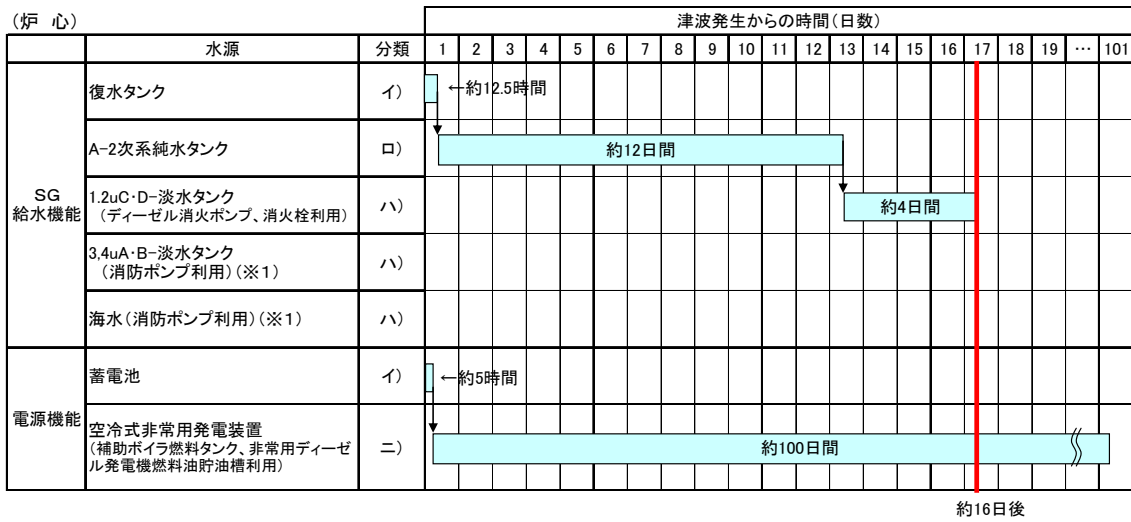 (炉 心)
津波発生からの時間(日数)
水源 分類 1 2 3 4 5 6 7 8 9 10 11 12 13 14 15 16 17 18 19 … 101
SG
給水機能
復水タンク イ) ←約12.5時間
A-2次系純水タンク ロ) 約12日間
1.2uC・D-淡水タンク
(ディーゼル消火ポンプ、消火栓利用) ハ) 約4日間
3,4uA・B-淡水タンク
(消防ポンプ利用)(※1) ハ)
海水(消防ポンプ利用)(※1) ハ)
電源機能
蓄電池 イ) ←約5時間
空冷式非常用発電装置
(補助ボイラ燃料タンク、非常用ディーゼ
ル発電機燃料油貯油槽利用) ニ) 約100日間
約16日後